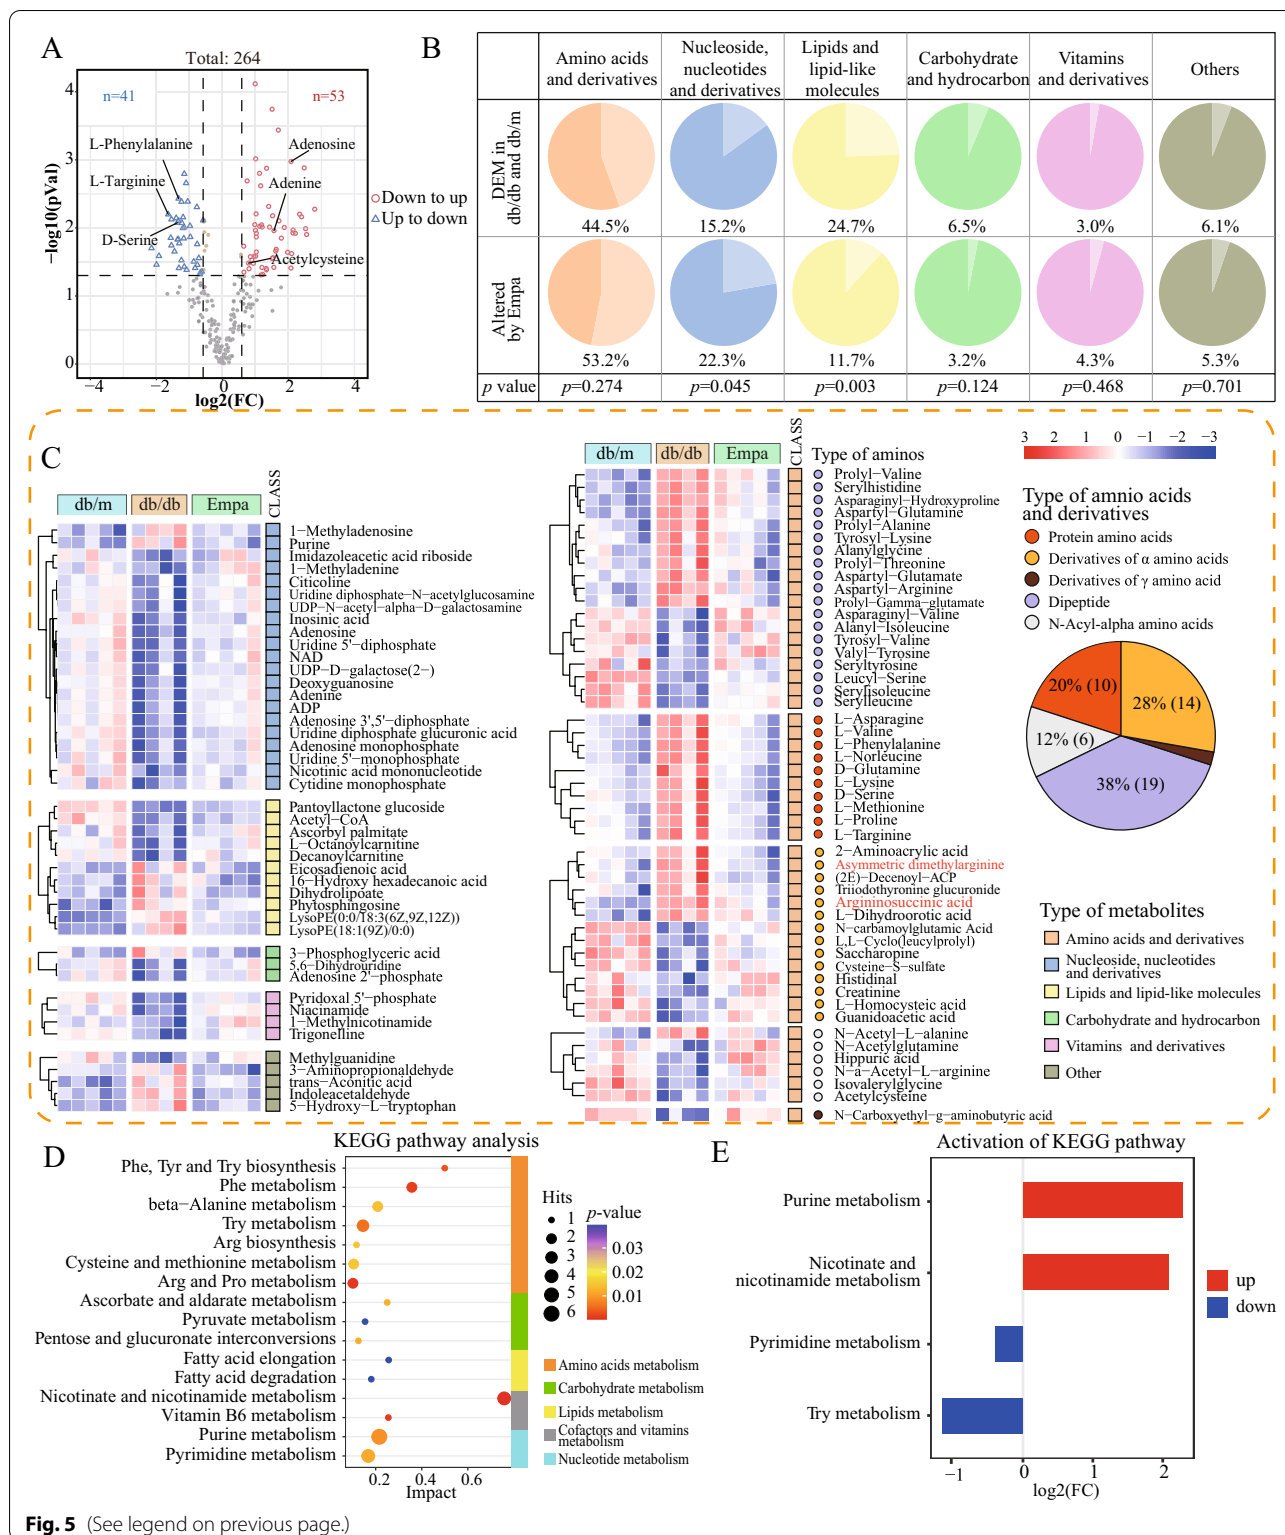 A
Total: 264
n=41
n=53
L-Phenylalanine
L-Targinine
D-Serine
Adenosine
Adenine
Acetylcysteine
−log10(pVal)
4
3
2
1
0
−4
−2
0
2
4
log2(FC)
Down to up
Up to down
B
Amino acids and derivatives
Nucleoside, nucleotides and derivatives
Lipids and lipid-like molecules
Carbohydrate and hydrocarbon
Vitamins and derivatives
Others
DEM in db/db and db/m
44.5%
15.2%
24.7%
6.5%
3.0%
6.1%
Altered by Empa
53.2%
22.3%
11.7%
3.2%
4.3%
5.3%
p value
p=0.274
p=0.045
p=0.003
p=0.124
p=0.468
p=0.701
C
db/m
db/db
Empa
CLASS
1−Methyladenosine
Purine
Imidazoleacetic acid riboside
1−Methyladenine
Citicoline
Uridine diphosphate−N−acetylglucosamine
UDP−N−acetyl−alpha−D−galactosamine
Inosinic acid
Adenosine
Uridine 5'−diphosphate
NAD
UDP−D−galactose(2−)
Deoxyguanosine
Adenine
ADP
Adenosine 3',5'−diphosphate
Uridine diphosphate glucuronic acid
Adenosine monophosphate
Uridine 5'−monophosphate
Nicotinic acid mononucleotide
Cytidine monophosphate
Pantoyllactone glucoside
Acetyl−CoA
Ascorbyl palmitate
L−Octanoylcarnitine
Decanoylcarnitine
Eicosadienoic acid
16−Hydroxy hexadecanoic acid
Dihydrolipoate
Phytosphingosine
LysoPE(0:0/18:3(6Z,9Z,12Z))
LysoPE(18:1(9Z)/0:0)
3−Phosphoglyceric acid
5,6−Dihydrouridine
Adenosine 2'−phosphate
Pyridoxal 5'−phosphate
Niacinamide
1−Methylnicotinamide
Trigonelline
Methylguanidine
3−Aminopropionaldehyde
trans−Aconitic acid
Indoleacetaldehyde
5−Hydroxy−L−tryptophan
db/m
db/db
Empa
CLASS
Type of aminos
Prolyl−Valine
Serylhistidine
Asparaginyl−Hydroxyproline
Aspartyl−Glutamine
Prolyl−Alanine
Tyrosyl−Lysine
Alanylglycine
Prolyl−Threonine
Aspartyl−Glutamate
Aspartyl−Arginine
Prolyl−Gamma−glutamate
Asparaginyl−Valine
Alanyl−Isoleucine
Tyrosyl−Valine
Valyl−Tyrosine
Seryltyrosine
Leucyl−Serine
Serylisoleucine
Serylleucine
L−Asparagine
L−Valine
L−Phenylalanine
L−Norleucine
D−Glutamine
L−Lysine
D−Serine
L−Methionine
L−Proline
L−Targinine
2−Aminoacrylic acid
Asymmetric dimethylarginine
(2E)−Decenoyl−ACP
Triiodothyronine glucuronide
Argininosuccinic acid
L−Dihydroorotic acid
N−carbamoylglutamic Acid
L,L−Cyclo(leucylprolyl)
Saccharopine
Cysteine−S−sulfate
Histidinal
Creatinine
L−Homocysteic acid
Guanidoacetic acid
N−Acetyl−L−alanine
N−Acetylglutamine
Hippuric acid
N−a−Acetyl−L−arginine
Isovalerylglycine
Acetylcysteine
N−Carboxyethyl−g−aminobutyric acid
3
2
1
0
−1
−2
−3
Type of amnio acids
and derivatives
Protein amino acids
Derivatives of α amino acids
Derivatives of γ amino acid
Dipeptide
N-Acyl-alpha amino acids
20% (10)
28% (14)
12% (6)
38% (19)
Type of metabolites
Amino acids and derivatives
Nucleoside, nucleotides
and derivatives
Lipids and lipid-like molecules
Carbohydrate and hydrocarbon
Vitamins and derivatives
Other
D
KEGG pathway analysis
Phe, Tyr and Try biosynthesis
Phe metabolism
beta−Alanine metabolism
Try metabolism
Arg biosynthesis
Cysteine and methionine metabolism
Arg and Pro metabolism
Ascorbate and aldarate metabolism
Pyruvate metabolism
Pentose and glucuronate interconversions
Fatty acid elongation
Fatty acid degradation
Nicotinate and nicotinamide metabolism
Vitamin B6 metabolism
Purine metabolism
Pyrimidine metabolism
0.2
0.4
0.6
Impact
Hits
1
2
3
4
5
6
p-value
0.03
0.02
0.01
Amino acids metabolism
Carbohydrate metabolism
Lipids metabolism
Cofactors and vitamins
metabolism
Nucleotide metabolism
E
Activation of KEGG pathway
Purine metabolism
Nicotinate and
nicotinamide metabolism
Pyrimidine metabolism
Try metabolism
−1
0
1
2
log2(FC)
up
down
Fig. 5 (See legend on previous page.)